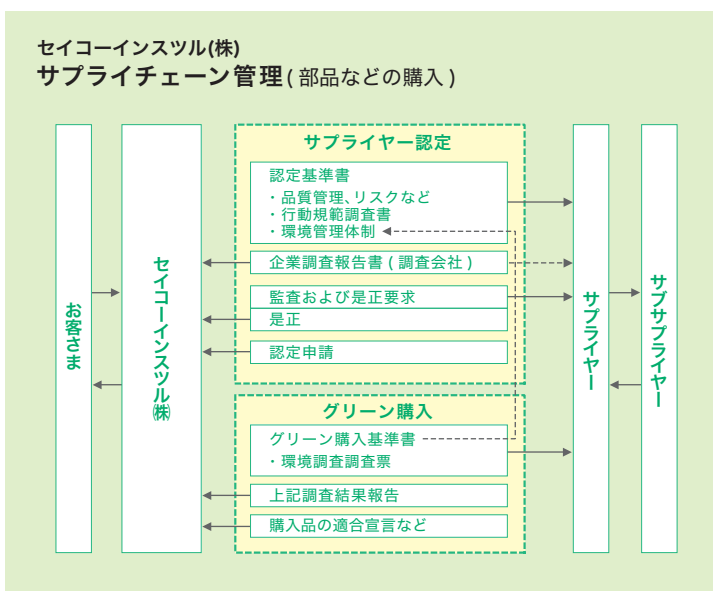 セイコーインスツル(株)
サプライチェーン管理(部品などの購入)
お客さま
セイコーインスツル㈱
サプライヤー認定
認定基準書
・品質管理、リスクなど
・行動規範調査書
・環境管理体制
企業調査報告書(調査会社)
監査および是正要求
是正
認定申請
グリーン購入
グリーン購入基準書
・環境調査調査票
上記調査結果報告
購入品の適合宣言など
サプライヤー
サブサプライヤー